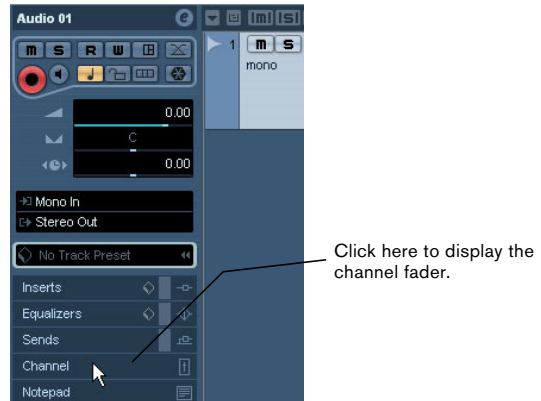 Audio 01 e
m S R W
m S
1
mono
0.00
C
0.00
Mono In
Stereo Out
No Track Preset
Inserts
Equalizers
Sends
Channel
Notepad
Click here to display the
channel fader.